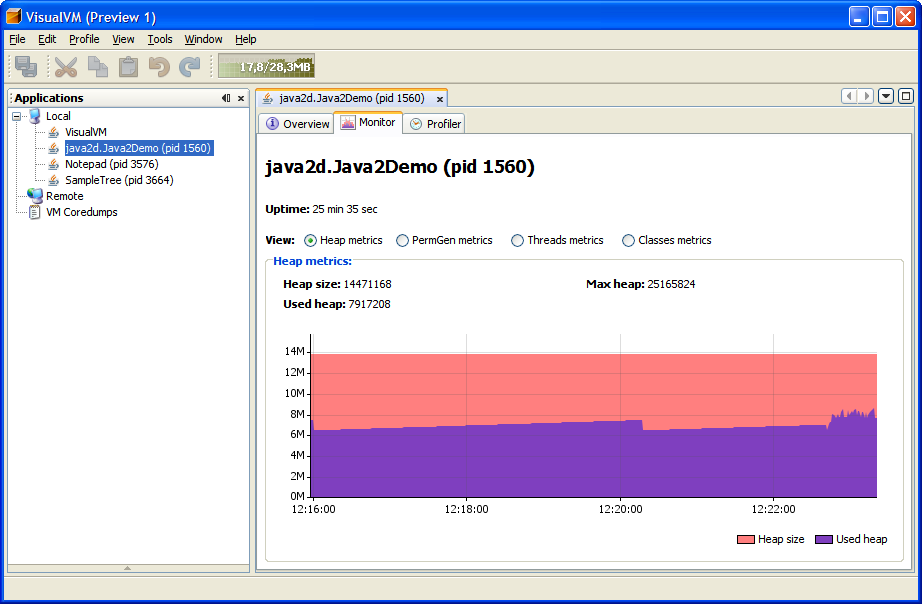 VisualVM (Preview 1)
File Edit Profile View Tools Window Help
17,8/28,3MB
Applications
Local
VisualVM
java2d.Java2Demo (pid 1560)
Notepad (pid 3576)
SampleTree (pid 3664)
Remote
VM Coredumps
java2d.Java2Demo (pid 1560)
Overview Monitor Profiler
java2d.Java2Demo (pid 1560)
Uptime: 25 min 35 sec
View: Heap metrics PermGen metrics Threads metrics Classes metrics
Heap metrics:
Heap size: 14471168 Max heap: 25165824
Used heap: 7917208
14M
12M
10M
8M
6M
4M
2M
0M
12:16:00 12:18:00 12:20:00 12:22:00
Heap size Used heap